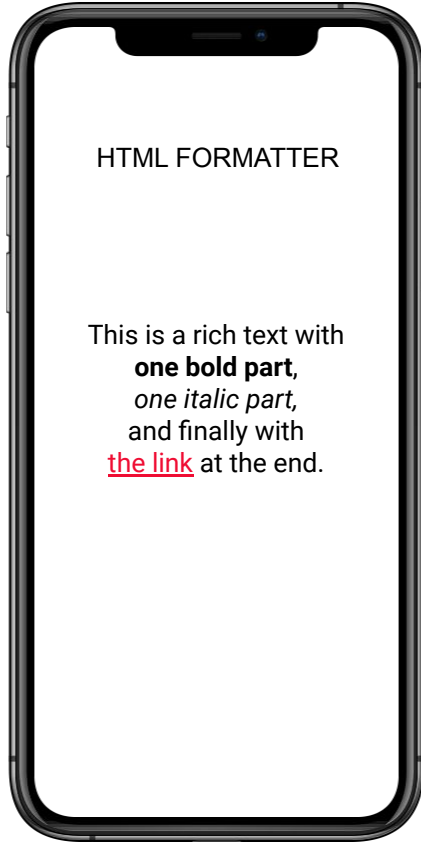 HTML FORMATTER
This is a rich text with
one bold part,
one italic part,
and finally with
the link at the end.